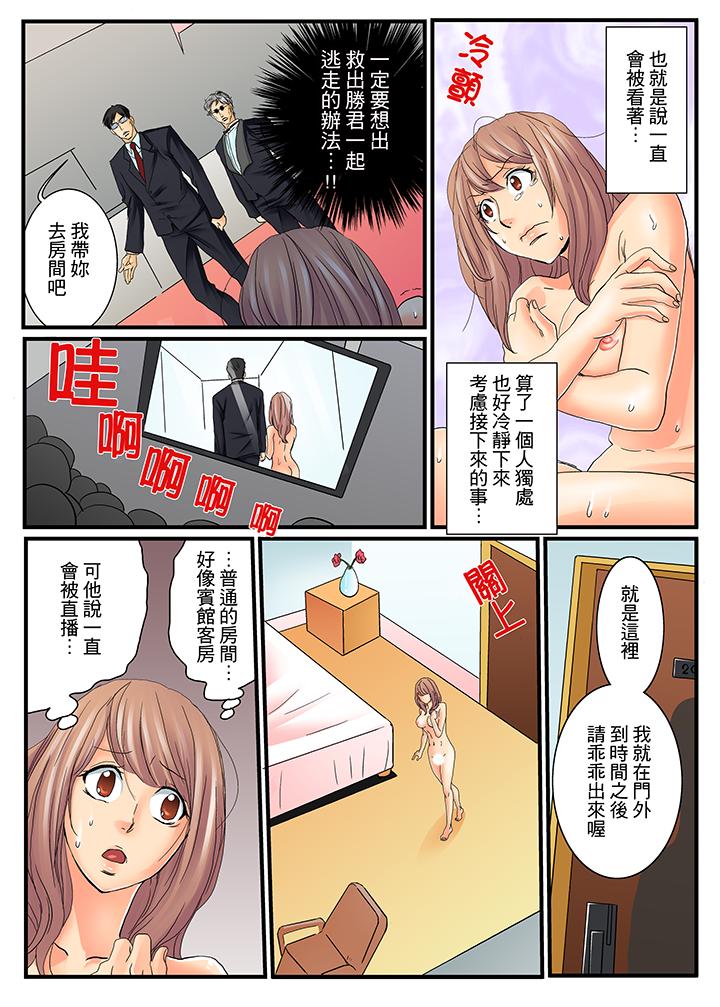 也就是說一直
會被看著…
冷顫
算了一個人獨處
也好冷靜下來
考慮接下來的事…
一定要想出
救出勝君一起
逃走的辦法…!!
我帶妳
去房間吧
哇
啊
啊
啊
啊
就是這裡
我就在門外
到時間之後
請乖乖出來喔
20
關上
…普通的房間…
好像賓館客房
可他說一直
會被直播…